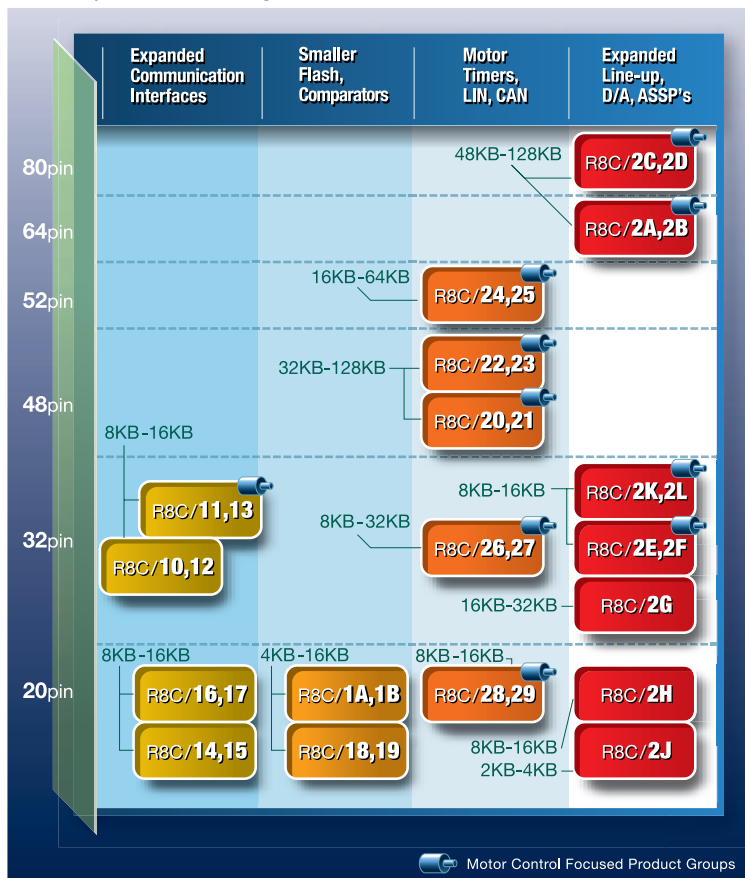 Expanded
Communication
Interfaces
Smaller
Flash,
Comparators
Motor
Timers,
LIN, CAN
Expanded
Line-up,
D/A, ASSP's
80pin
48KB-128KB
R8C/2C,2D
64pin
R8C/2A,2B
52pin
16KB-64KB
R8C/24,25
48pin
32KB-128KB
R8C/22,23
R8C/20,21
32pin
8KB-16KB
R8C/11,13
R8C/10,12
8KB-32KB
R8C/26,27
8KB-16KB
R8C/2K,2L
R8C/2E,2F
16KB-32KB
R8C/2G
20pin
8KB-16KB
R8C/16,17
R8C/14,15
4KB-16KB
R8C/1A,1B
R8C/18,19
8KB-16KB
R8C/28,29
R8C/2H
8KB-16KB
2KB-4KB
R8C/2J
Motor Control Focused Product Groups